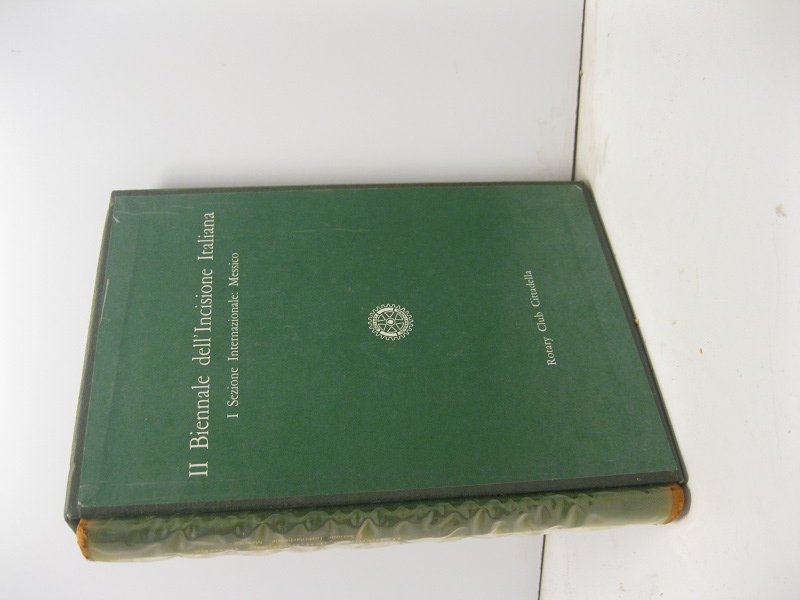 II Biennale dell'Incisione Italiana
I Sezione Internazionale: Messico
Rotary Club Cittadella